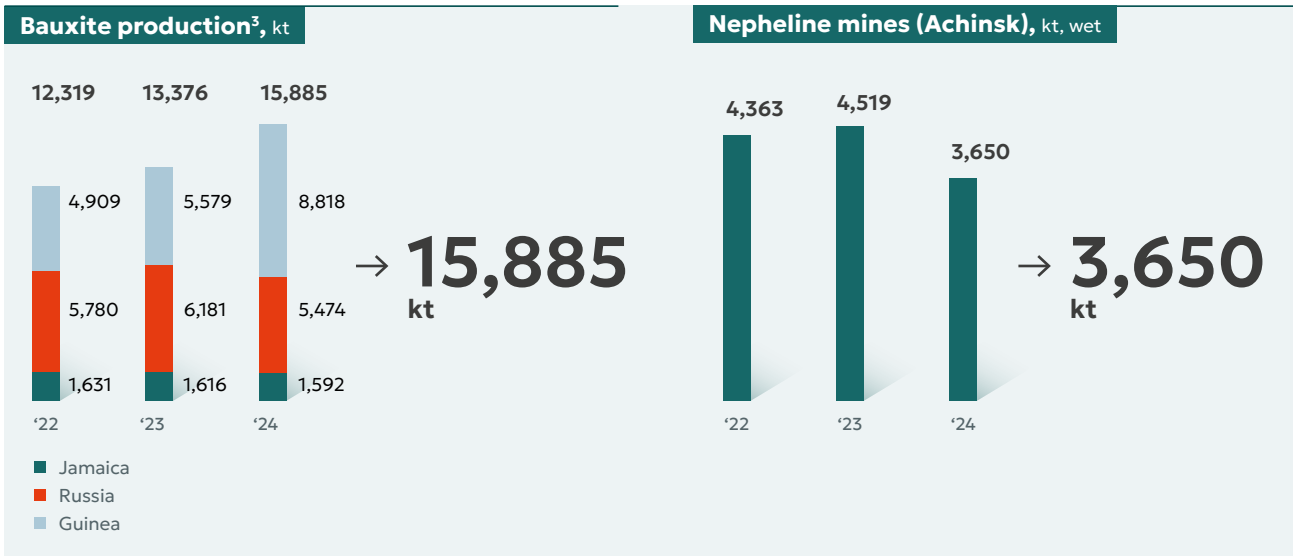 Bauxite production³, kt
12,319 13,376 15,885
4,909 5,579 8,818
5,780 6,181 5,474
1,631 1,616 1,592
‘22 ‘23 ‘24
→ 15,885
kt
Jamaica
Russia
Guinea
Nepheline mines (Achinsk), kt, wet
4,363 4,519 3,650
‘22 ‘23 ‘24
→ 3,650
kt